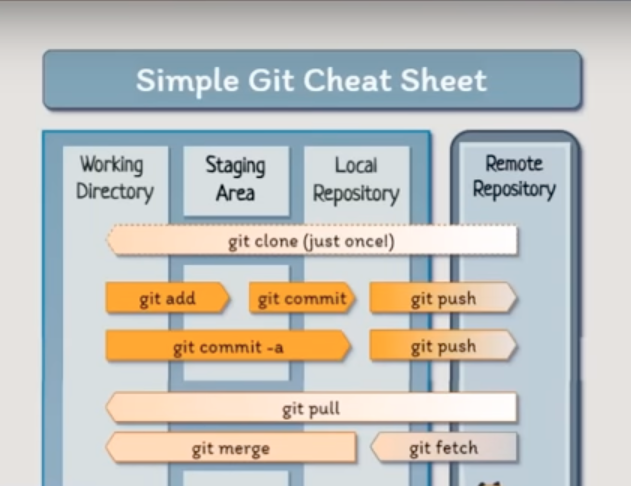 Simple Git Cheat Sheet
Working
Directory
Staging
Area
Local
Repository
Remote
Repository
git clone (just once!)
git add
git commit
git push
git commit -a
git push
git pull
git merge
git fetch